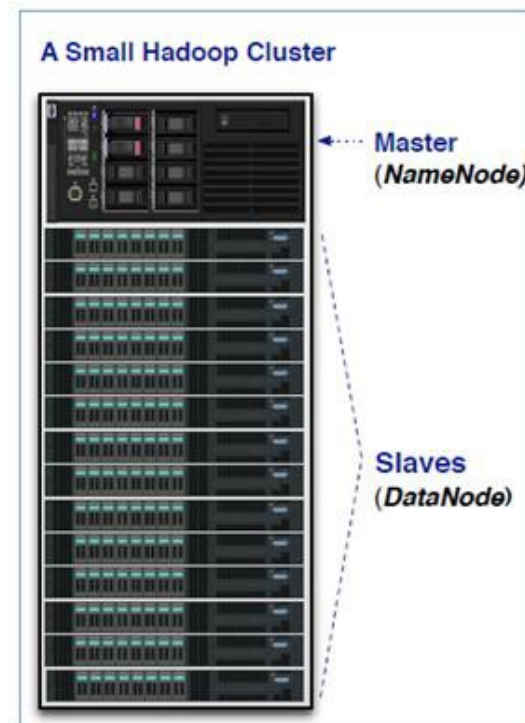 A Small Hadoop Cluster
Master
(NameNode)
Slaves
(DataNode)